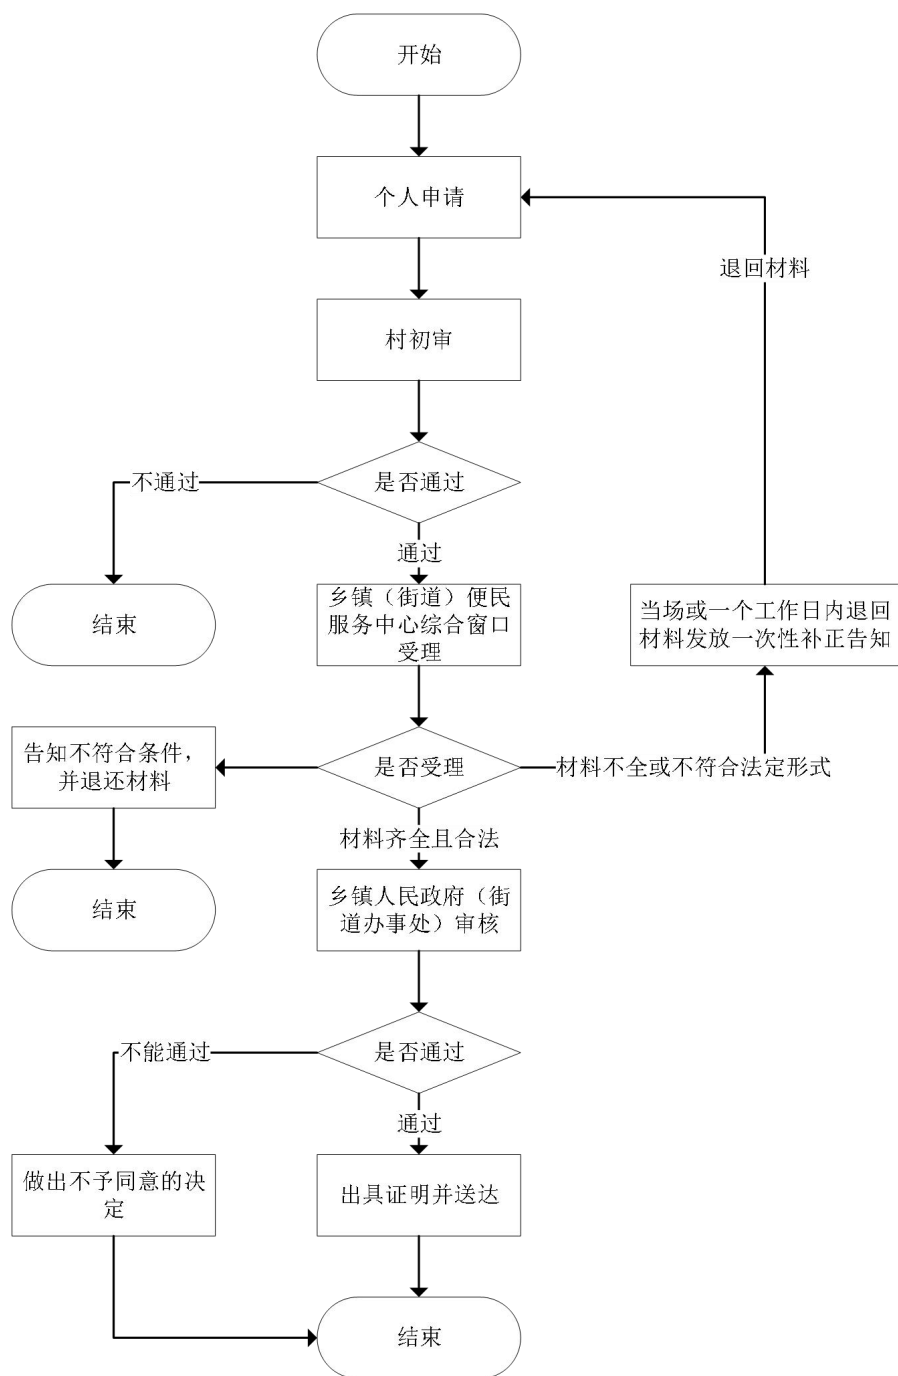 开始
个人申请
退回材料
村初审
是否通过
不通过
通过
结束
乡镇（街道）便民
服务中心综合窗口
受理
当场或一个工作日内退回
材料发放一次性补正告知
告知不符合条件，
并退还材料
是否受理
材料不全或不符合法定形式
材料齐全且合法
结束
乡镇人民政府（街
道办事处）审核
不能通过
是否通过
通过
做出不予同意的决
定
出具证明并送达
结束